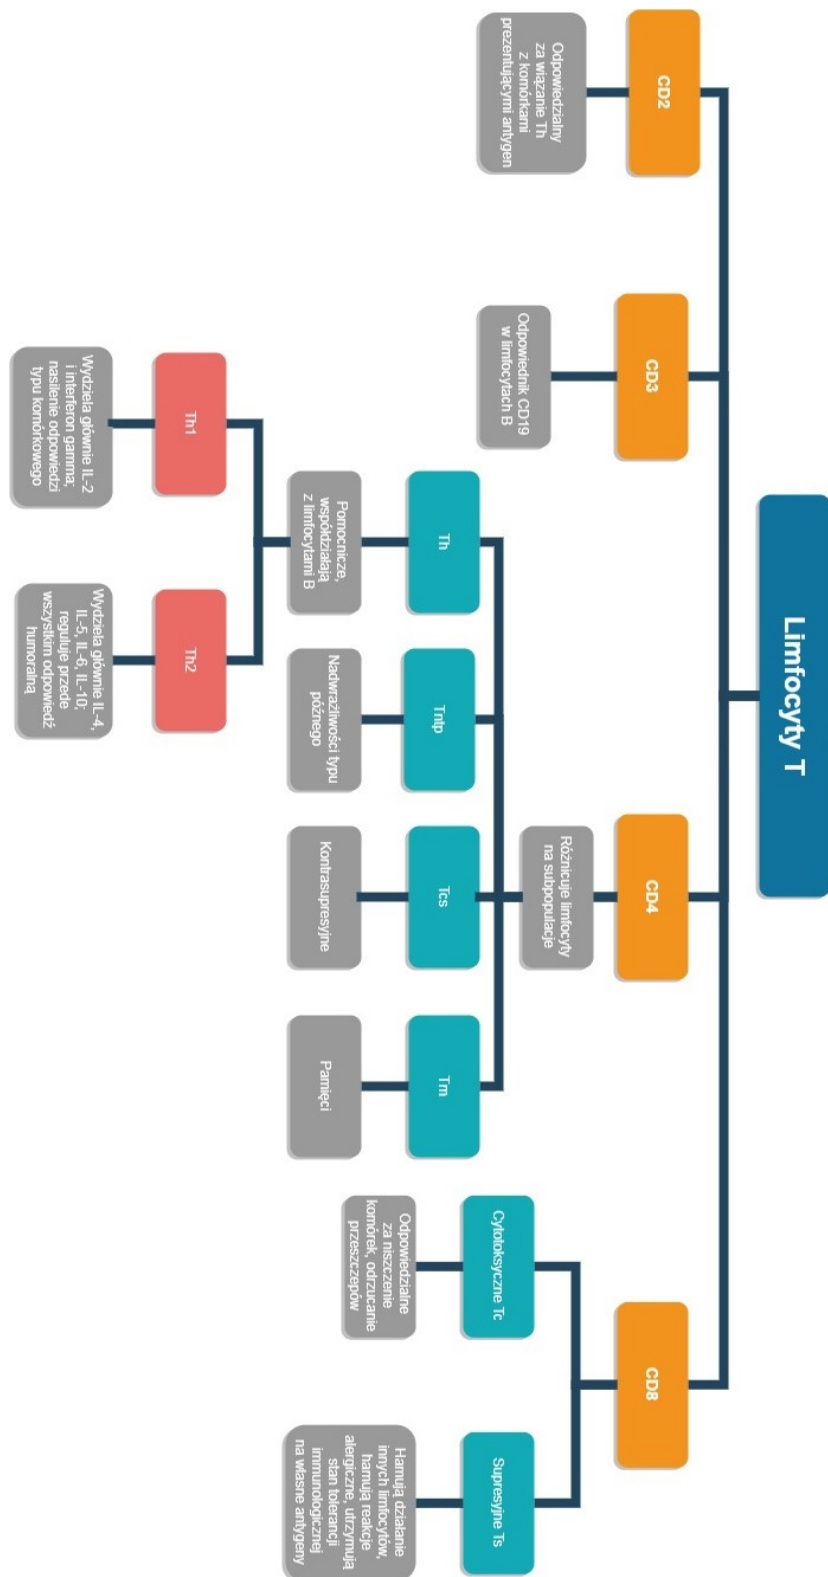 Limfocyty T
CD2
Odpowiedzialny
za wiązanie Th
z komórkami
prezentującymi antygen
CD3
Odpowiednik CD19
w limfocytach B
CD4
Różnicuje limfocyty
na subpopulacje
Th
Pomocnicze,
współdziałają
z limfocytami B
Th1
Wydziela głównie IL-2
i interferon gamma;
nasilenie odpowiedzi
typu komórkowego
Th2
Wydziela głównie IL-4,
IL-5, IL-6, IL-10;
reguluje przede
wszystkim odpowiedź
humoralną
Tntp
Nadwrażliwości typu
późnego
Tcs
Kontrasupresyjne
Tm
Pamięci
CD8
Cytotoksyczne Tc
Odpowiedzialne
za niszczenie
komórek, odrzucanie
przeszczepów
Supresyjne Ts
Hamują działanie
innych limfocytów,
hamują reakcje
alergiczne, utrzymują
stan tolerancji
immunologicznej
na własne antygeny